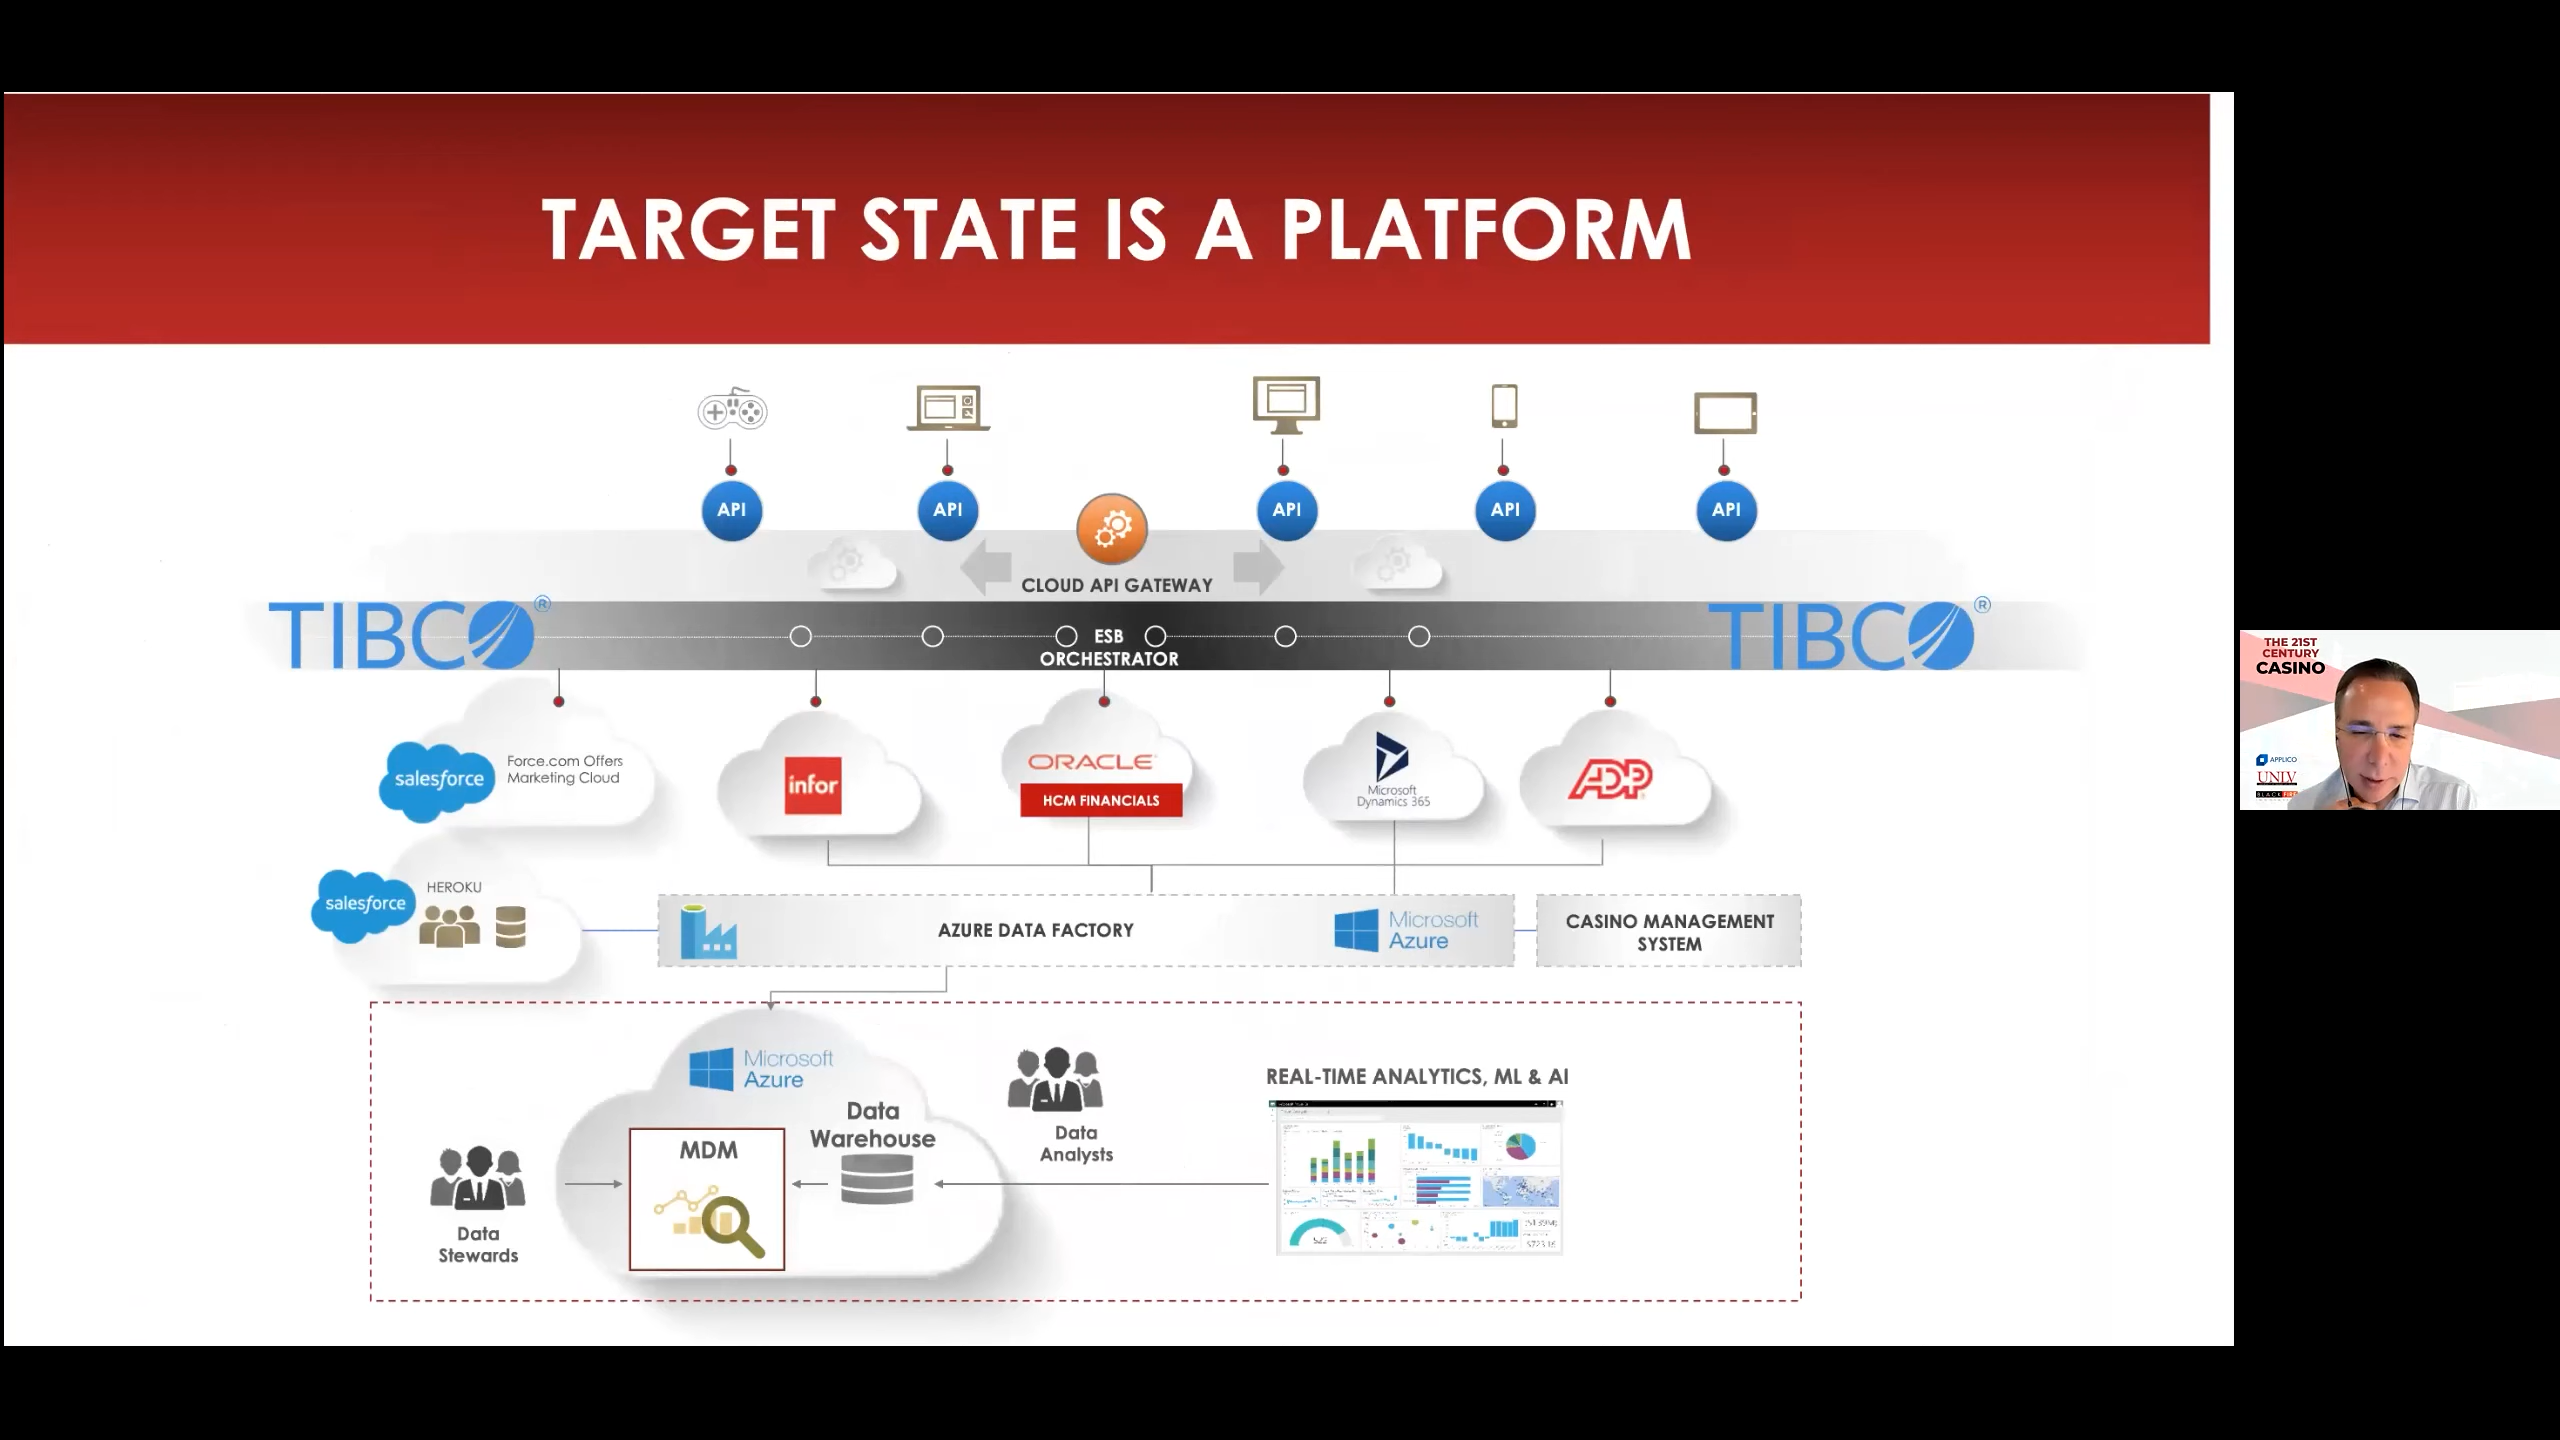 TARGET STATE IS A PLATFORM
API
API
API
API
API
CLOUD API GATEWAY
TIBCO®
ESB
ORCHESTRATOR
TIBCO®
salesforce
Force.com Offers
Marketing Cloud
infor
ORACLE
HCM FINANCIALS
Microsoft
Dynamics 365
ADP
salesforce
HEROKU
AZURE DATA FACTORY
Microsoft
Azure
CASINO MANAGEMENT
SYSTEM
Microsoft
Azure
Data
Warehouse
MDM
Data
Stewards
Data
Analysts
REAL-TIME ANALYTICS, ML & AI
THE 21ST
CENTURY
CASINO
APPLICO
UNLV